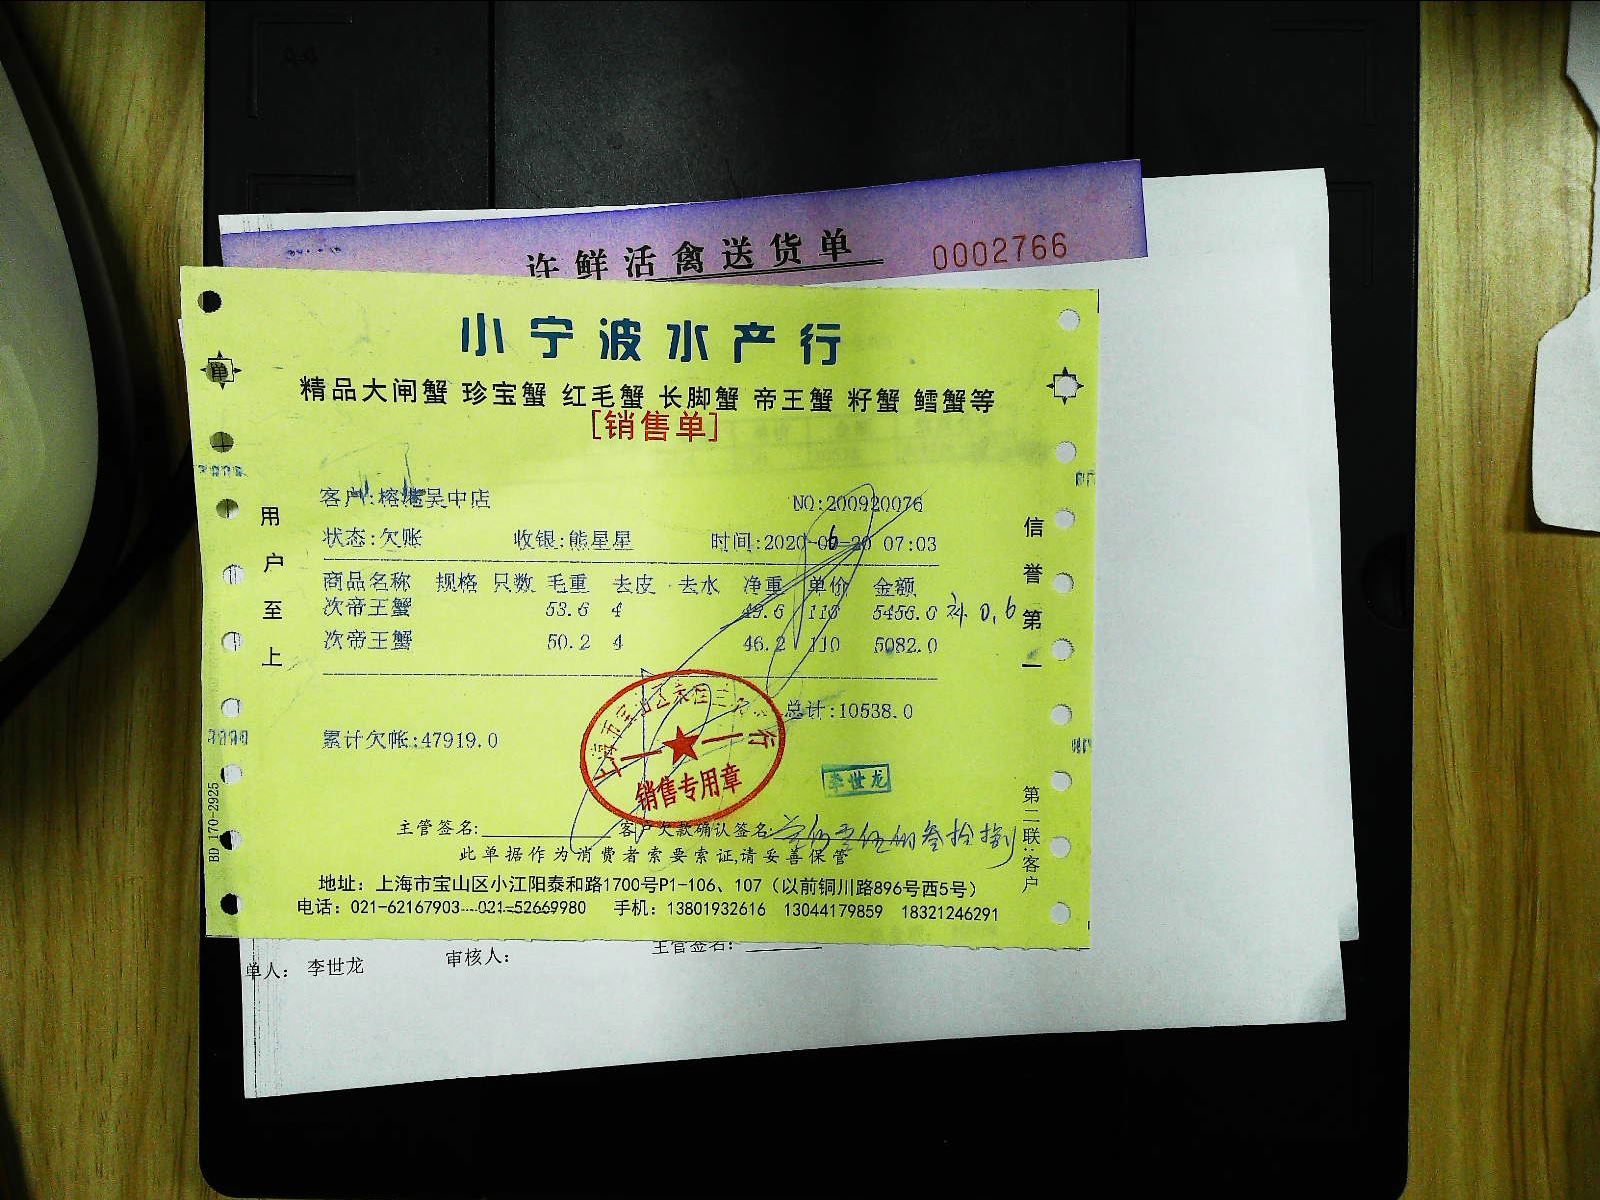 许鲜活禽送货单 0002766
小宁波水产行
精品大闸蟹 珍宝蟹 红毛蟹 长脚蟹 帝王蟹 籽蟹 鳕蟹等
[销售单]
客户:榕港吴中店 NO:200920076
状态:欠账 收银:熊星星 时间:2020-06-20 07:03
商品名称 规格 只数 毛重 去皮 去水 净重 单价 金额
次帝王蟹 53.6 4 49.6 110 5456.0
次帝王蟹 50.2 4 46.2 110 5082.0
总计:10538.0
累计欠帐:47919.0
销售专用章
李世龙
主管签名: 客户欠款确认签名:
此单据作为消费者索要索证,请妥善保管
地址：上海市宝山区小江阳泰和路1700号P1-106、107（以前铜川路896号西5号）
电话：021-62167903 021-52669980 手机：13801932616 13044179859 18321246291
用户至上
信誉第一
第二联:客户
BD 170-2925
单人： 李世龙 审核人： 主管签名：